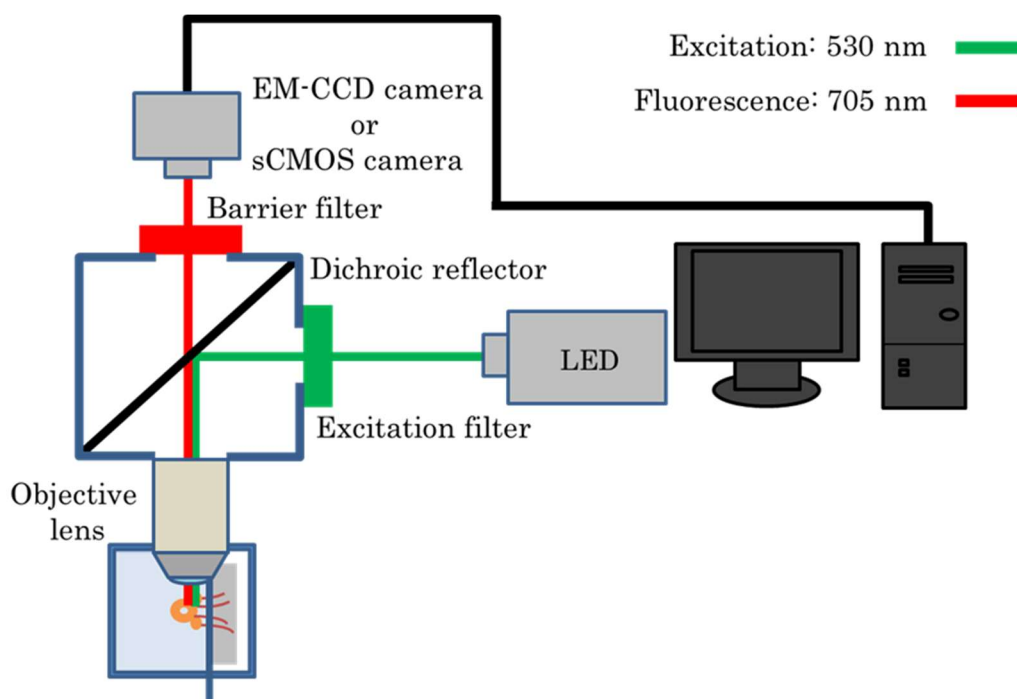 Excitation: 530 nm
Fluorescence: 705 nm
EM-CCD camera
or
sCMOS camera
Barrier filter
Dichroic reflector
LED
Excitation filter
Objective
lens